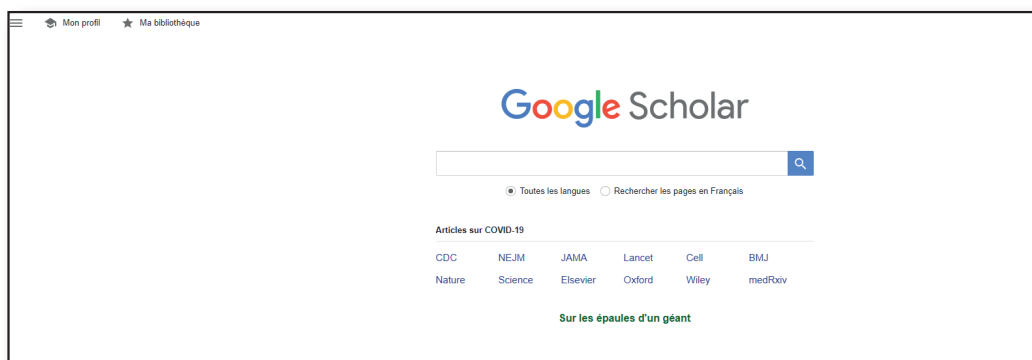 Mon profil Ma bibliothèque
Google Scholar
Toutes les langues Rechercher les pages en Français
Articles sur COVID-19
CDC NEJM JAMA Lancet Cell BMJ
Nature Science Elsevier Oxford Wiley medRxiv
Sur les épaules d'un géant